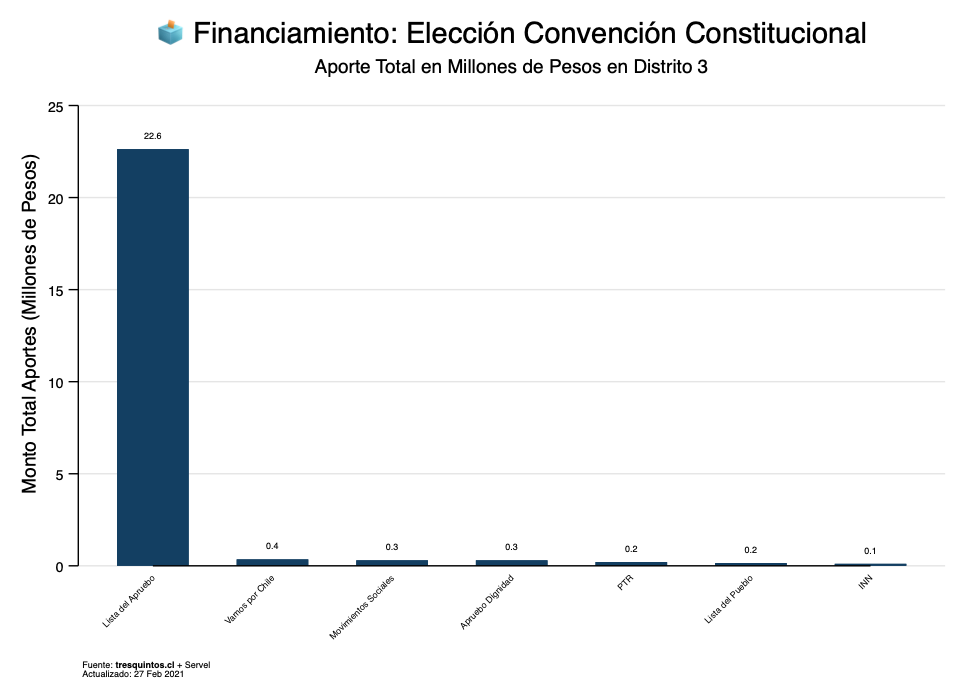 Financiamiento: Elección Convención Constitucional
Aporte Total en Millones de Pesos en Distrito 3
Monto Total Aportes (Millones de Pesos)
25
20
15
10
5
0
22.6
0.4
0.3
0.3
0.2
0.2
0.1
Lista del Apruebo
Vamos por Chile
Movimientos Sociales
Apruebo Dignidad
PTR
Lista del Pueblo
INN
Fuente: tresquintos.cl + Servel
Actualizado: 27 Feb 2021